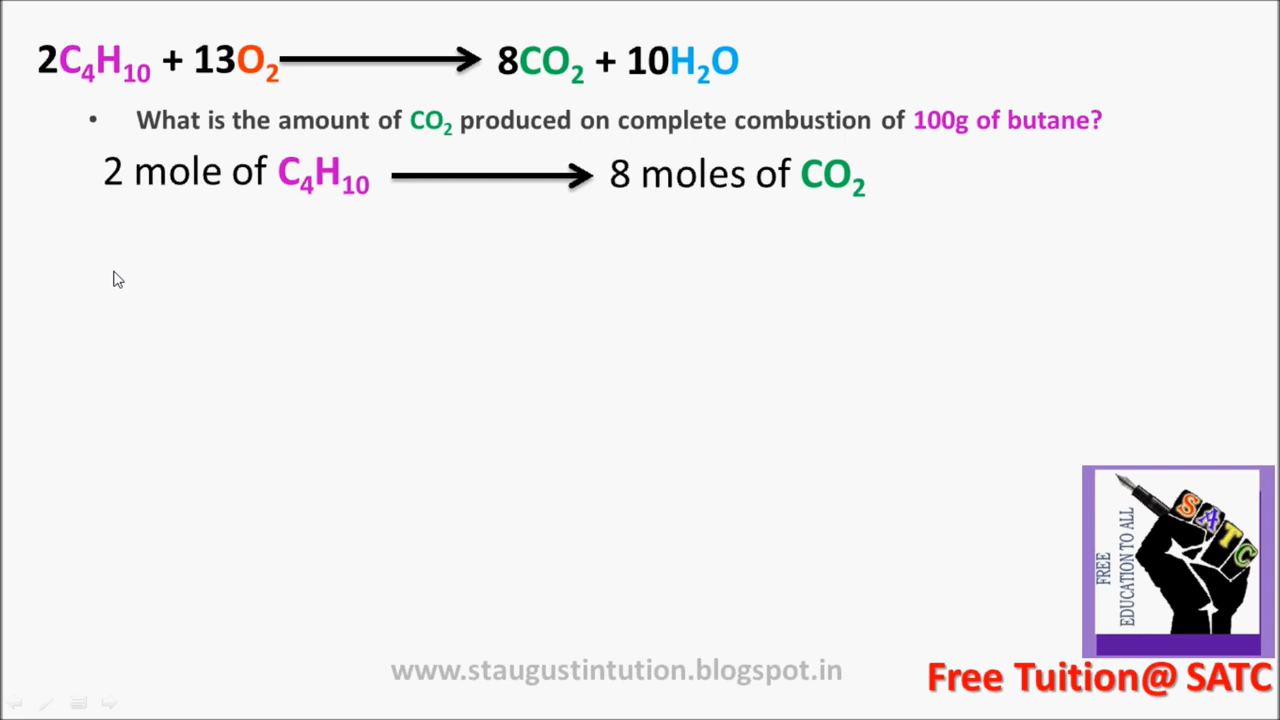 2C₄H₁₀ + 13O₂ ⟶ 8CO₂ + 10H₂O
• What is the amount of CO₂ produced on complete combustion of 100g of butane?
2 mole of C₄H₁₀ ⟶ 8 moles of CO₂
FREE
EDUCATION TO ALL
SATC
www.staugustintution.blogspot.in
Free Tuition@ SATC